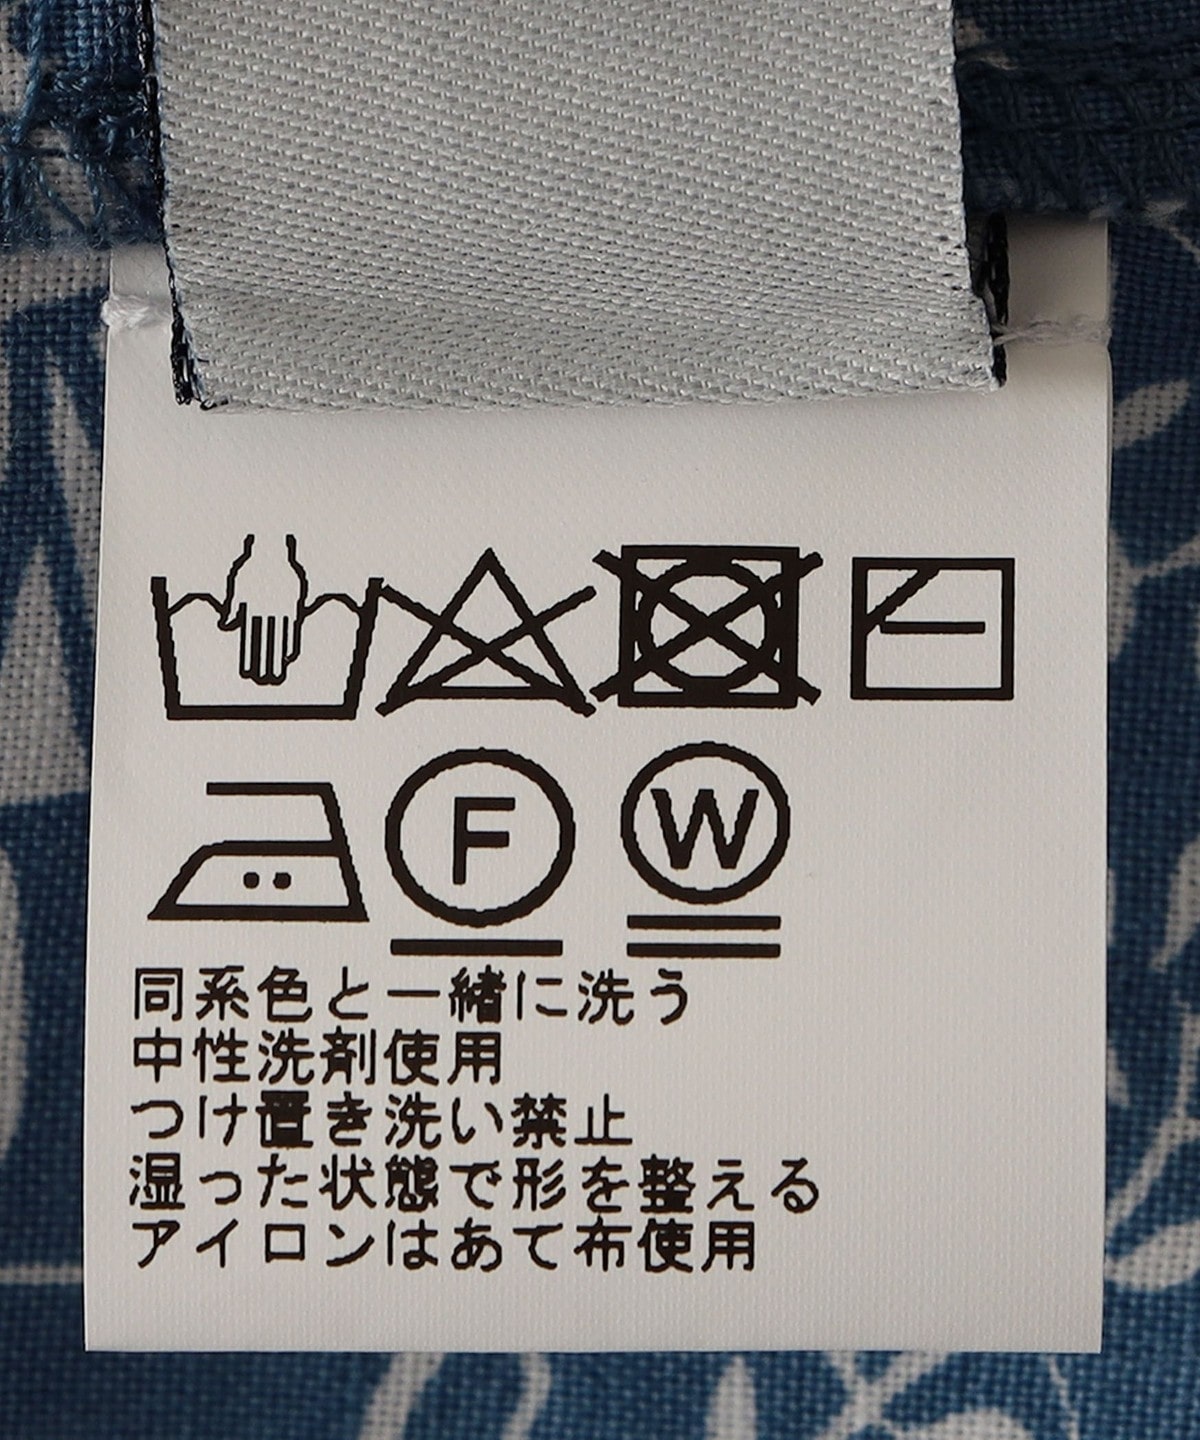 F W
同系色と一緒に洗う
中性洗剤使用
つけ置き洗い禁止
湿った状態で形を整える
アイロンはあて布使用